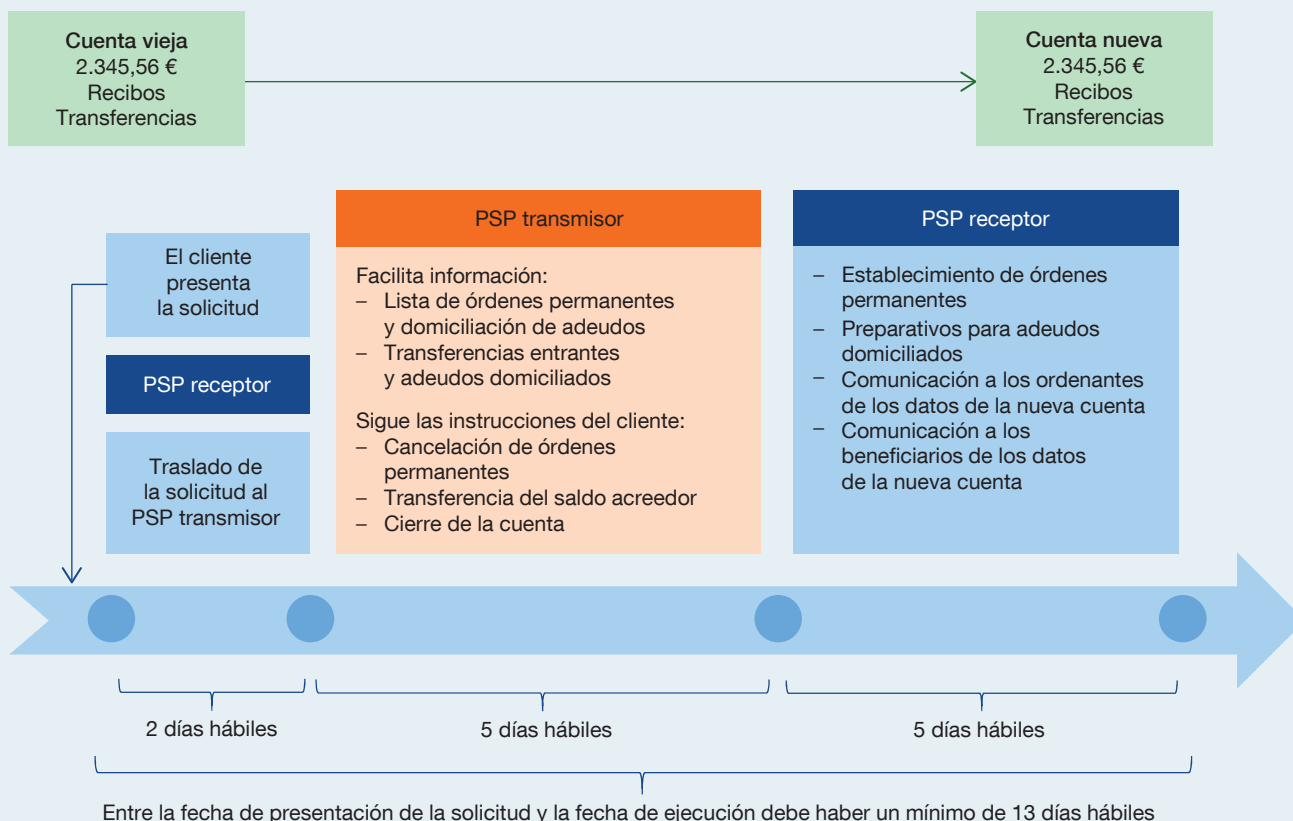 Cuenta vieja
2.345,56 €
Recibos
Transferencias
Cuenta nueva
2.345,56 €
Recibos
Transferencias
El cliente
presenta
la solicitud
PSP receptor
Traslado de
la solicitud al
PSP transmisor
PSP transmisor
Facilita información:
– Lista de órdenes permanentes
y domiciliación de adeudos
– Transferencias entrantes
y adeudos domiciliados
Sigue las instrucciones del cliente:
– Cancelación de órdenes
permanentes
– Transferencia del saldo acreedor
– Cierre de la cuenta
PSP receptor
– Establecimiento de órdenes
permanentes
– Preparativos para adeudos
domiciliados
– Comunicación a los ordenantes
de los datos de la nueva cuenta
– Comunicación a los
beneficiarios de los datos
de la nueva cuenta
2 días hábiles
5 días hábiles
5 días hábiles
Entre la fecha de presentación de la solicitud y la fecha de ejecución debe haber un mínimo de 13 días hábiles